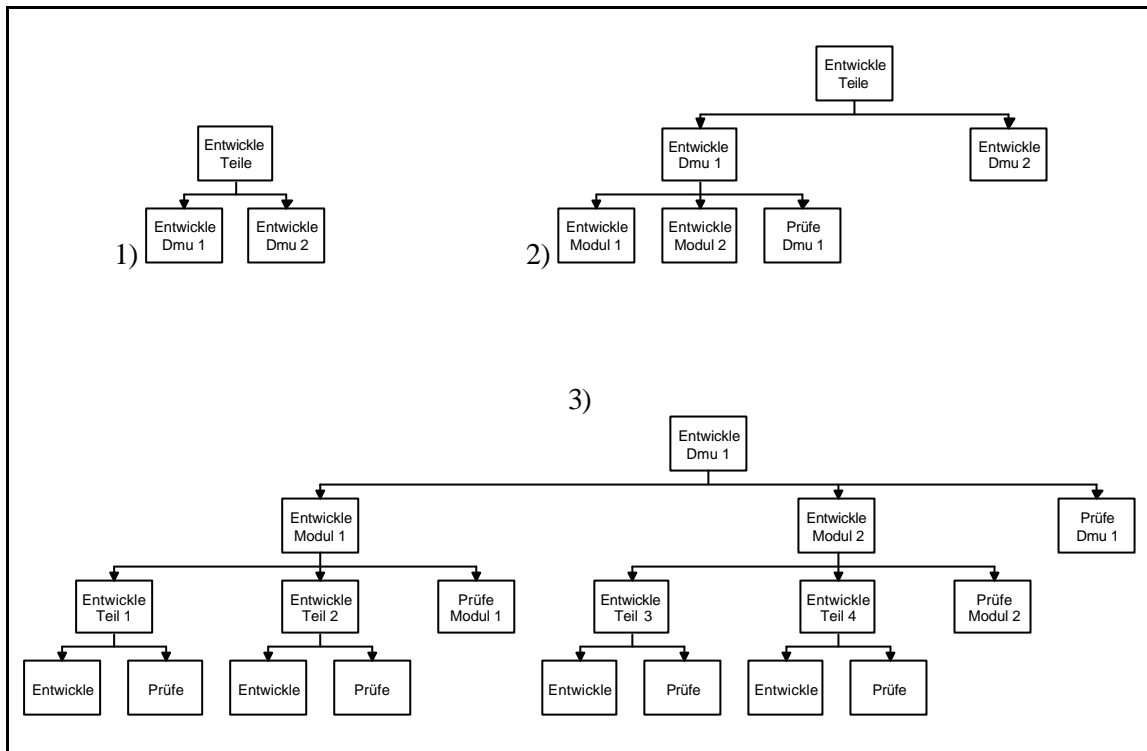 1)
Entwickle
Teile
Entwickle
Dmu 1
Entwickle
Dmu 2
2)
Entwickle
Teile
Entwickle
Dmu 1
Entwickle
Dmu 2
Entwickle
Modul 1
Entwickle
Modul 2
Prüfe
Dmu 1
3)
Entwickle
Dmu 1
Entwickle
Modul 1
Entwickle
Modul 2
Prüfe
Dmu 1
Entwickle
Teil 1
Entwickle
Teil 2
Prüfe
Modul 1
Entwickle
Teil 3
Entwickle
Teil 4
Prüfe
Modul 2
Entwickle
Prüfe
Entwickle
Prüfe
Entwickle
Prüfe
Entwickle
Prüfe